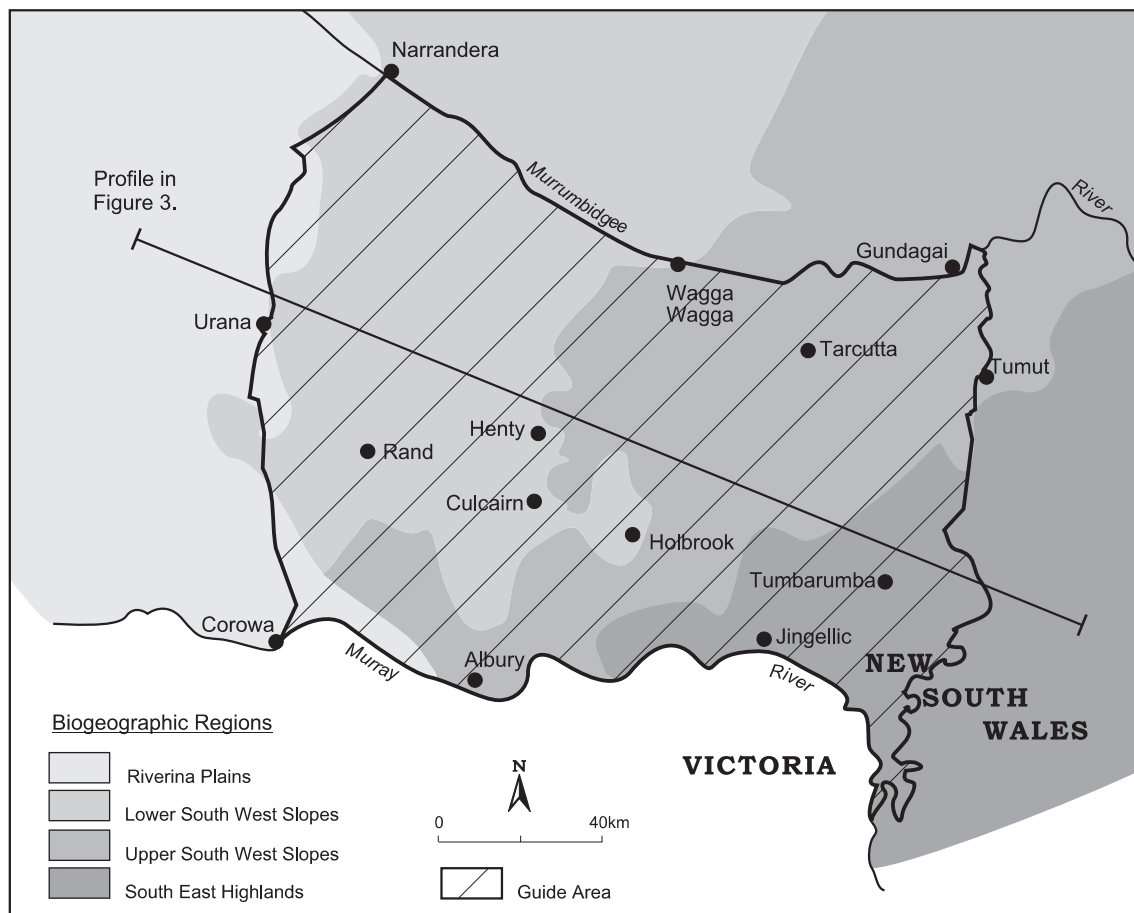 Narrandera
Profile in
Figure 3.
Murrumbidgee
River
Gundagai
Wagga
Wagga
Urana
Tarcutta
Tumut
Henty
Rand
Culcairn
Holbrook
Tumbarumba
Corowa
Jingellic
Murray
Albury
River
NEW
SOUTH
WALES
VICTORIA
Biogeographic Regions
Riverina Plains
Lower South West Slopes
Upper South West Slopes
South East Highlands
N
0 40km
Guide Area